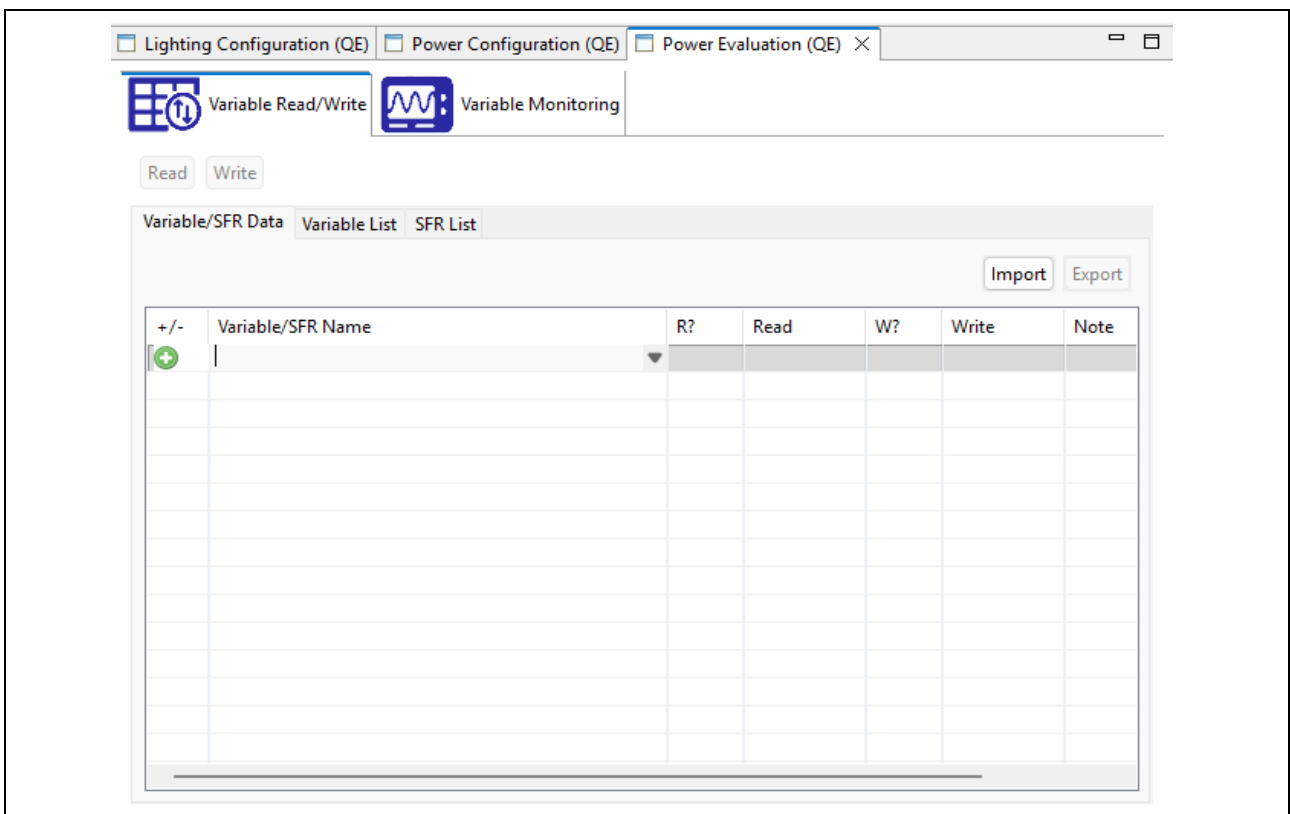 Lighting Configuration (QE) Power Configuration (QE) Power Evaluation (QE)
Variable Read/Write Variable Monitoring
Read Write
Variable/SFR Data Variable List SFR List
Import Export
+/- Variable/SFR Name R? Read W? Write Note